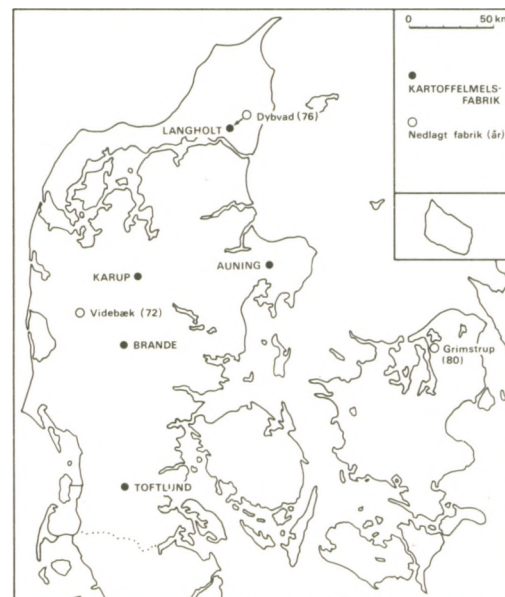 0 50 km
KARTOFFELMELS-
FABRIK
Nedlagt fabrik (år)
Dybvad (76)
LANGHOLT
AUNING
KARUP
Videbæk (72)
BRANDE
Grimstrup
(80)
TOFTLUND